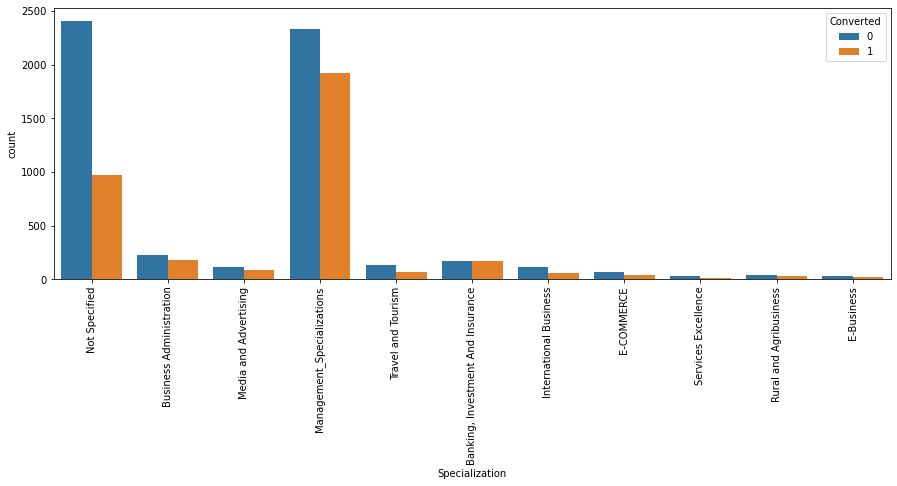 2500
2000
1500
1000
500
0
count
Converted
0
1
Not Specified
Business Administration
Media and Advertising
Management_Specializations
Travel and Tourism
Banking, Investment And Insurance
International Business
E-COMMERCE
Services Excellence
Rural and Agribusiness
E-Business
Specialization